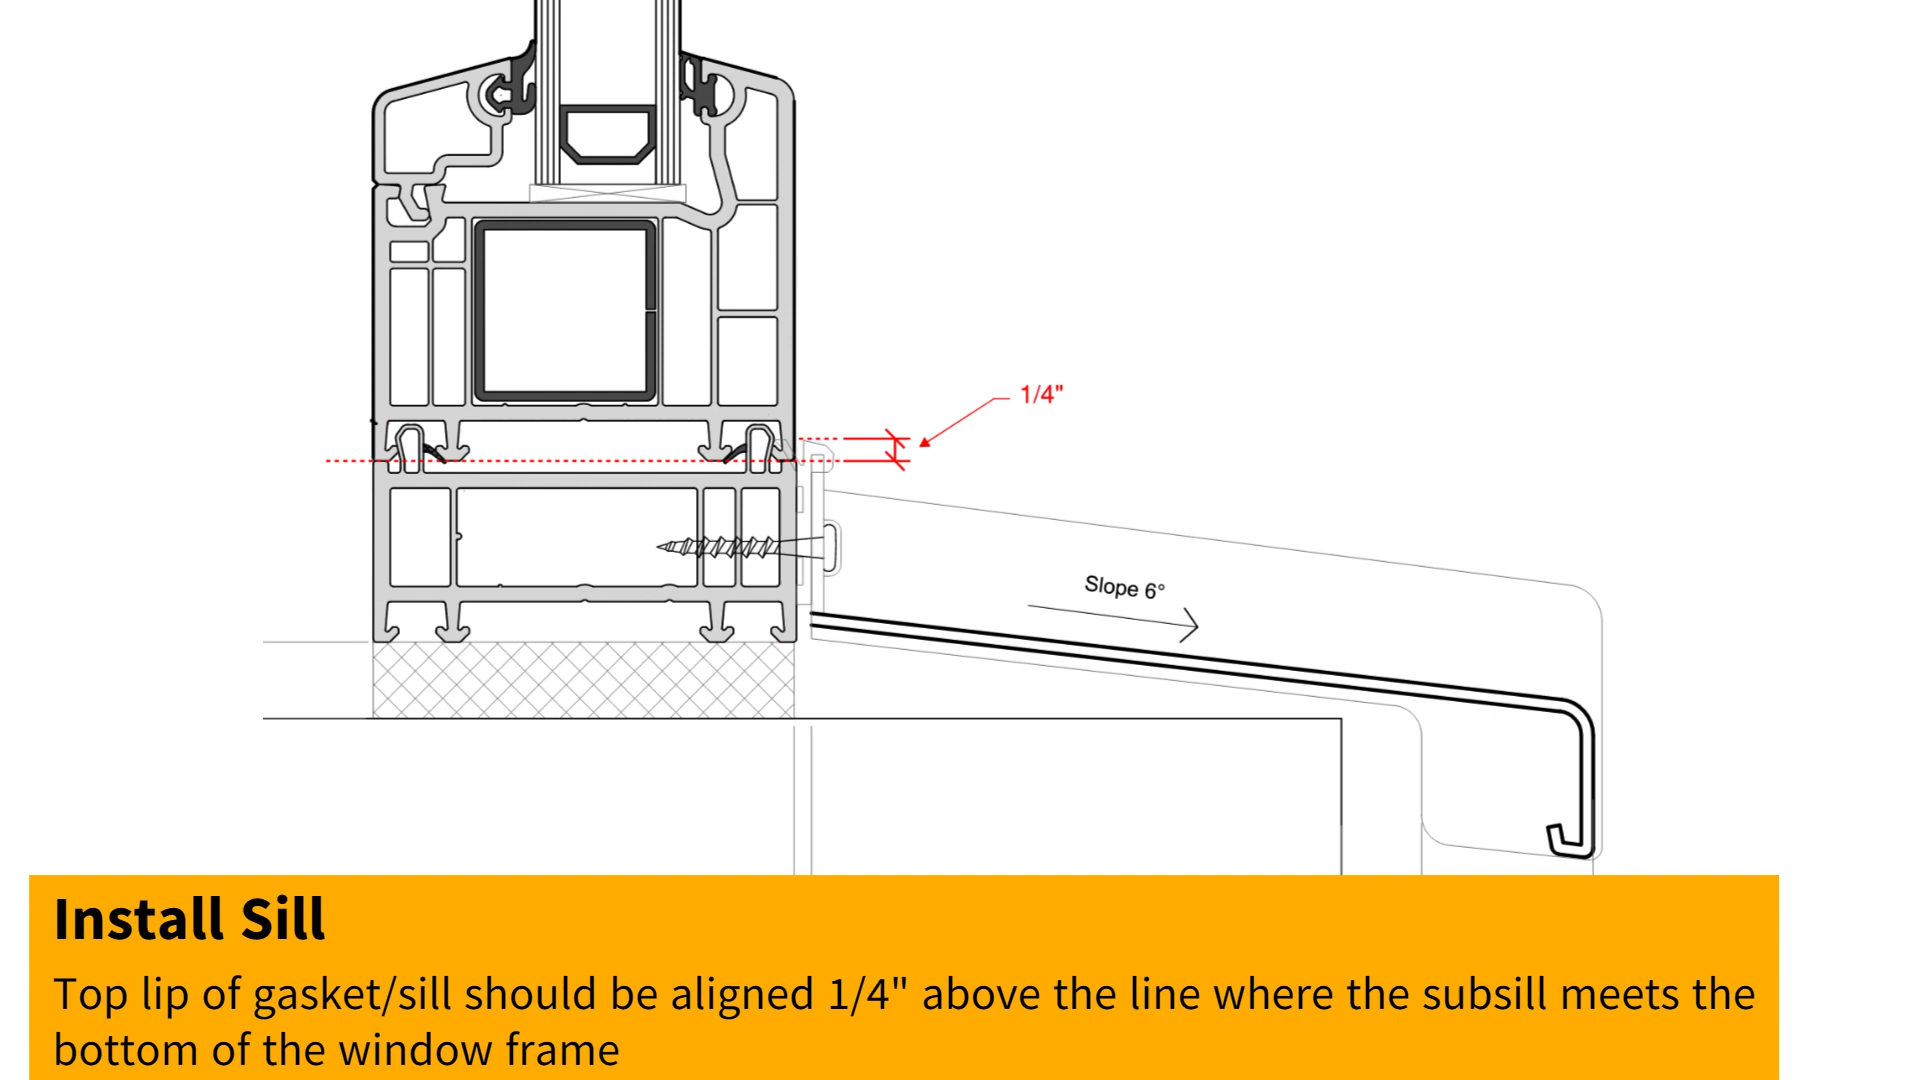 1/4"
Slope 6°
Install Sill
Top lip of gasket/sill should be aligned 1/4" above the line where the subsill meets the
bottom of the window frame